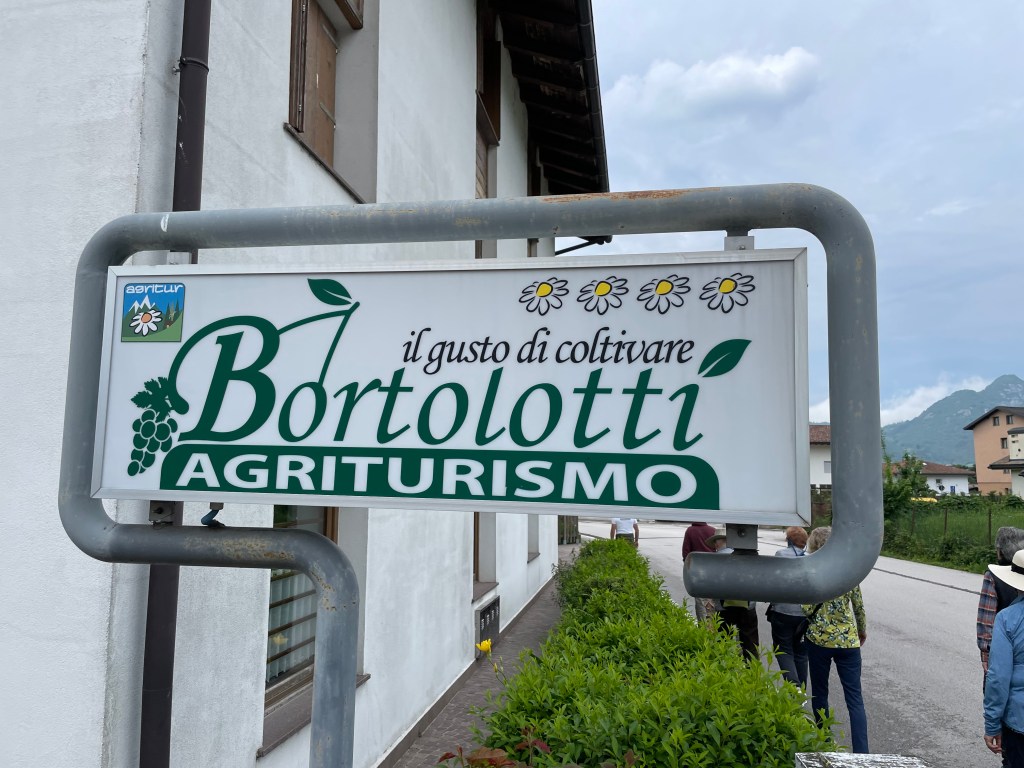 agritur
il gusto di coltivare
Bortolotti
AGRITURISMO